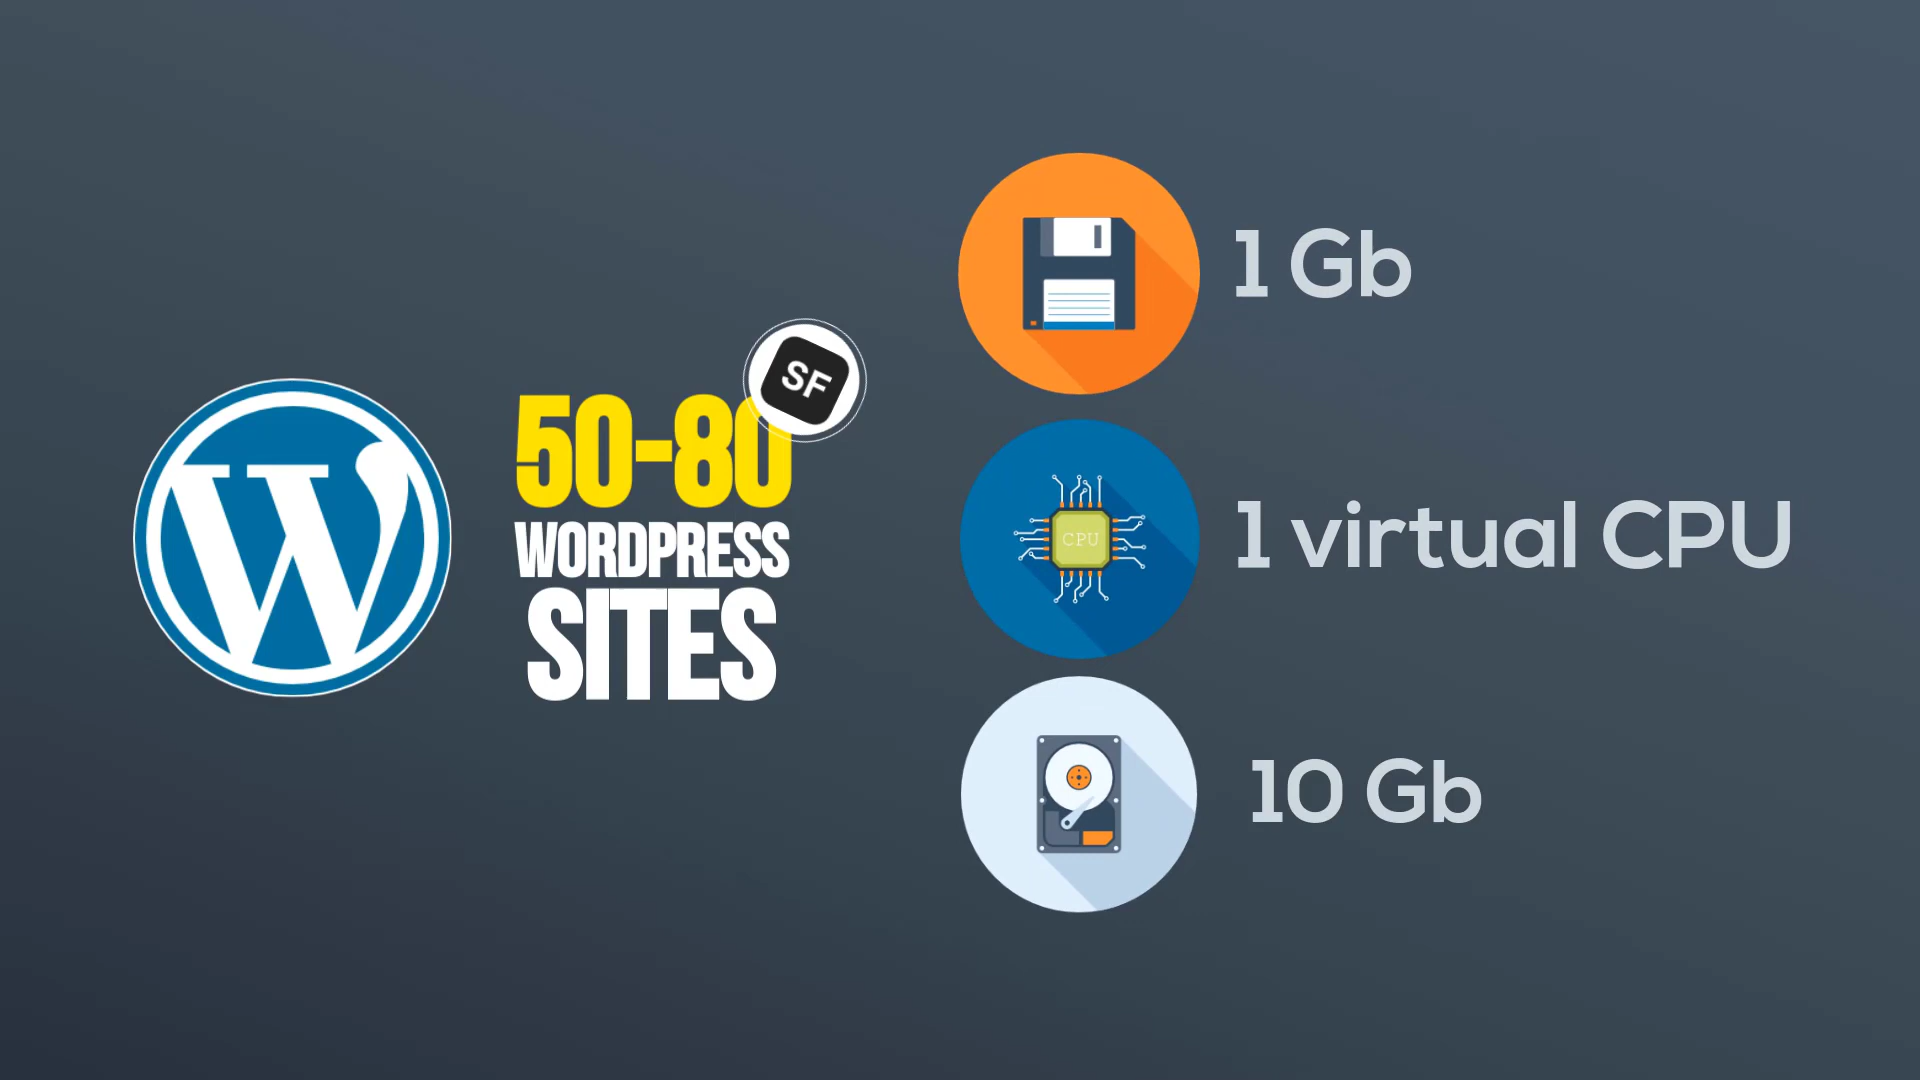 SF
50-80
WORDPRESS
SITES
1 Gb
CPU
1 virtual CPU
10 Gb